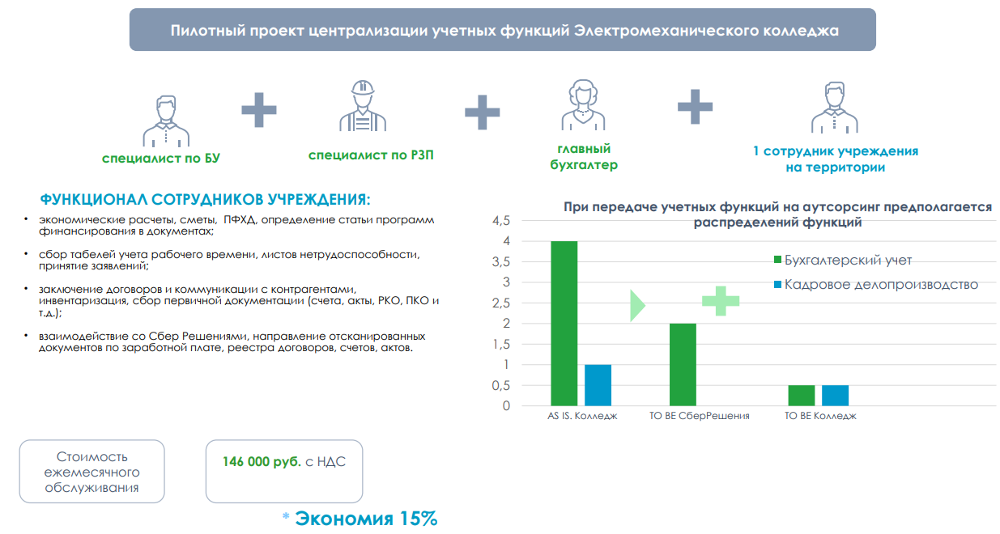 Пилотный проект централизации учетных функций Электромеханического колледжа
специалист по БУ
специалист по РЗП
главный
бухгалтер
1 сотрудник учреждения
на территории
ФУНКЦИОНАЛ СОТРУДНИКОВ УЧРЕЖДЕНИЯ:
• экономические расчеты, сметы, ПФХД, определение статьи программ
финансирования в документах;
• сбор табелей учета рабочего времени, листов нетрудоспособности,
принятие заявлений;
• заключение договоров и коммуникации с контрагентами,
инвентаризация, сбор первичной документации (счета, акты, РКО, ПКО и
т.д.);
• взаимодействие со Сбер Решениями, направление отсканированных
документов по заработной плате, реестра договоров, счетов, актов.
При передаче учетных функций на аутсорсинг предполагается
распределений функций
4,5
4
3,5
3
2,5
2
1,5
1
0,5
0
Бухгалтерский учет
Кадровое делопроизводство
AS IS. Колледж
TO BE СберРешения
TO BE Колледж
Стоимость
ежемесячного
обслуживания
146 000 руб. с НДС
* Экономия 15%